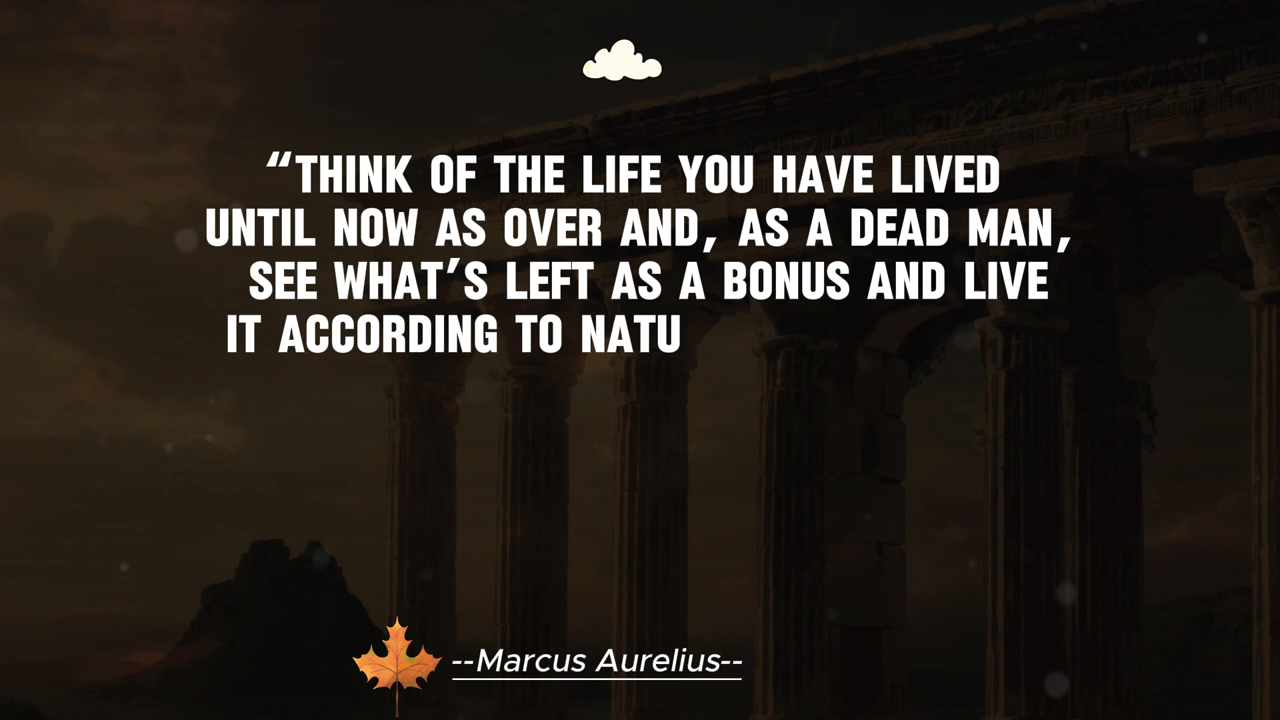 “THINK OF THE LIFE YOU HAVE LIVED
UNTIL NOW AS OVER AND, AS A DEAD MAN,
SEE WHAT’S LEFT AS A BONUS AND LIVE
IT ACCORDING TO NATU
--Marcus Aurelius--